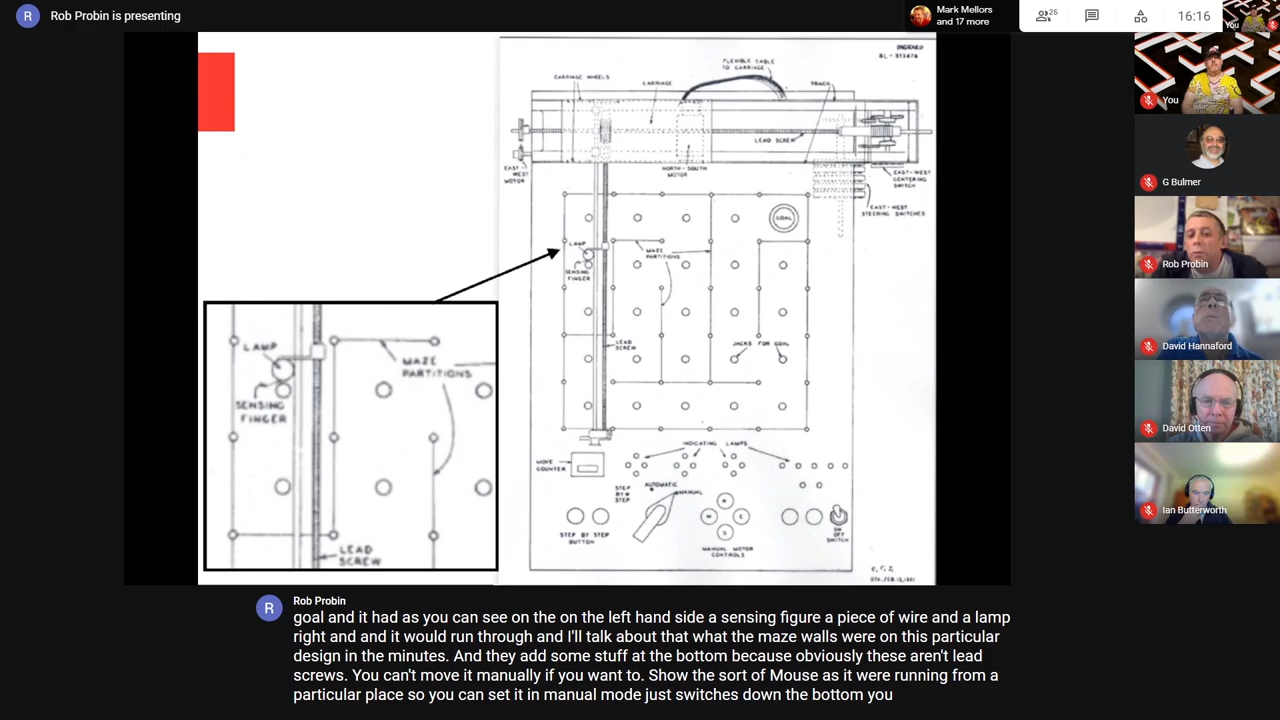 R
Rob Probin is presenting
Mark Mellors
and 17 more
25
16:16
You
INDEXED
BL - 373476
FLEXIBLE CABLE
TO CARRIAGE
CARRIAGE WHEELS
CARRIAGE
TRACK
LEAD SCREW
EAST-
WEST
MOTOR
NORTH-SOUTH
MOTOR
EAST-WEST
CENTERING
SWITCH
EAST-WEST
STEERING SWITCHES
GOAL
LAMP
MAZE
PARTITIONS
SENSING
FINGER
LEAD
SCREW
JACKS FOR GOAL
INDICATING LAMPS
MOVE
COUNTER
STEP
BY
STEP
AUTOMATIC
MANUAL
N
W
E
S
STEP BY STEP
BUTTON
MANUAL MOTOR
CONTROLS
ON
OFF
SWITCH
LAMP
MAZE
PARTITIONS
SENSING
FINGER
LEAD
SCREW
You
G Bulmer
Rob Probin
David Hannaford
David Otten
Ian Butterworth
R
Rob Probin
goal and it had as you can see on the on the left hand side a sensing figure a piece of wire and a lamp
right and and it would run through and I'll talk about that what the maze walls were on this particular
design in the minutes. And they add some stuff at the bottom because obviously these aren't lead
screws. You can't move it manually if you want to. Show the sort of Mouse as it were running from a
particular place so you can set it in manual mode just switches down the bottom you